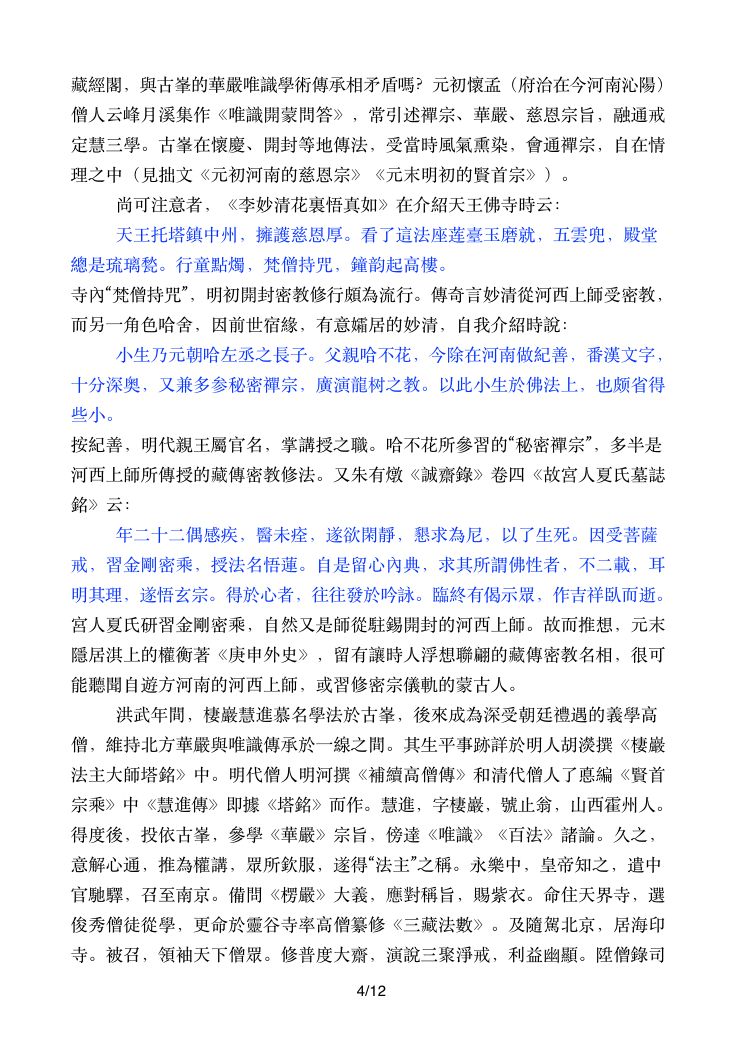 藏經閣，與古峯的華嚴唯識學術傳承相矛盾嗎？元初懷孟（府治在今河南沁陽）
僧人云峰月溪集作《唯識開蒙問答》，常引述禪宗、華嚴、慈恩宗旨，融通戒
定慧三學。古峯在懷慶、開封等地傳法，受當時風氣熏染，會通禪宗，自在情
理之中（見拙文《元初河南的慈恩宗》《元末明初的賢首宗》）。
尚可注意者，《李妙清花裏悟真如》在介紹天王佛寺時云：
天王托塔鎮中州，擁護慈恩厚。看了這法座莲臺玉磨就，五雲兜，殿堂
總是琉璃甃。行童點燭，梵僧持咒，鐘韵起高樓。
寺內“梵僧持咒”，明初開封密教修行頗為流行。傳奇言妙清從河西上師受密教，
而另一角色哈舍，因前世宿緣，有意孀居的妙清，自我介紹時說：
小生乃元朝哈左丞之長子。父親哈不花，今除在河南做紀善，番漢文字，
十分深奥，又兼多参秘密禪宗，廣演龍树之教。以此小生於佛法上，也頗省得
些小。
按紀善，明代親王屬官名，掌講授之職。哈不花所參習的“秘密禪宗”，多半是
河西上師所傳授的藏傳密教修法。又朱有燉《誠齋錄》卷四《故宮人夏氏墓誌
銘》云：
年二十二偶感疾，醫未痊，遂欲閑靜，懇求為尼，以了生死。因受菩薩
戒，習金剛密乘，授法名悟蓮。自是留心內典，求其所謂佛性者，不二載，耳
明其理，遂悟玄宗。得於心者，往往發於吟詠。臨終有偈示眾，作吉祥臥而逝。
宮人夏氏研習金剛密乘，自然又是師從駐錫開封的河西上師。故而推想，元末
隱居淇上的權衡著《庚申外史》，留有讓時人浮想聯翩的藏傳密教名相，很可
能聽聞自遊方河南的河西上師，或習修密宗儀軌的蒙古人。
洪武年間，棲巖慧進慕名學法於古峯，後來成為深受朝廷禮遇的義學高
僧，維持北方華嚴與唯識傳承於一線之間。其生平事跡詳於明人胡濙撰《棲巖
法主大師塔銘》中。明代僧人明河撰《補續高僧傳》和清代僧人了悳編《賢首
宗乘》中《慧進傳》即據《塔銘》而作。慧進，字棲巖，號止翁，山西霍州人。
得度後，投依古峯，參學《華嚴》宗旨，傍達《唯識》《百法》諸論。久之，
意解心通，推為權講，眾所欽服，遂得“法主”之稱。永樂中，皇帝知之，遣中
官馳驛，召至南京。備問《楞嚴》大義，應對稱旨，賜紫衣。命住天界寺，選
俊秀僧徒從學，更命於靈谷寺率高僧纂修《三藏法數》。及隨駕北京，居海印
寺。被召，領袖天下僧眾。修普度大齋，演說三聚淨戒，利益幽顯。陞僧錄司
4/12